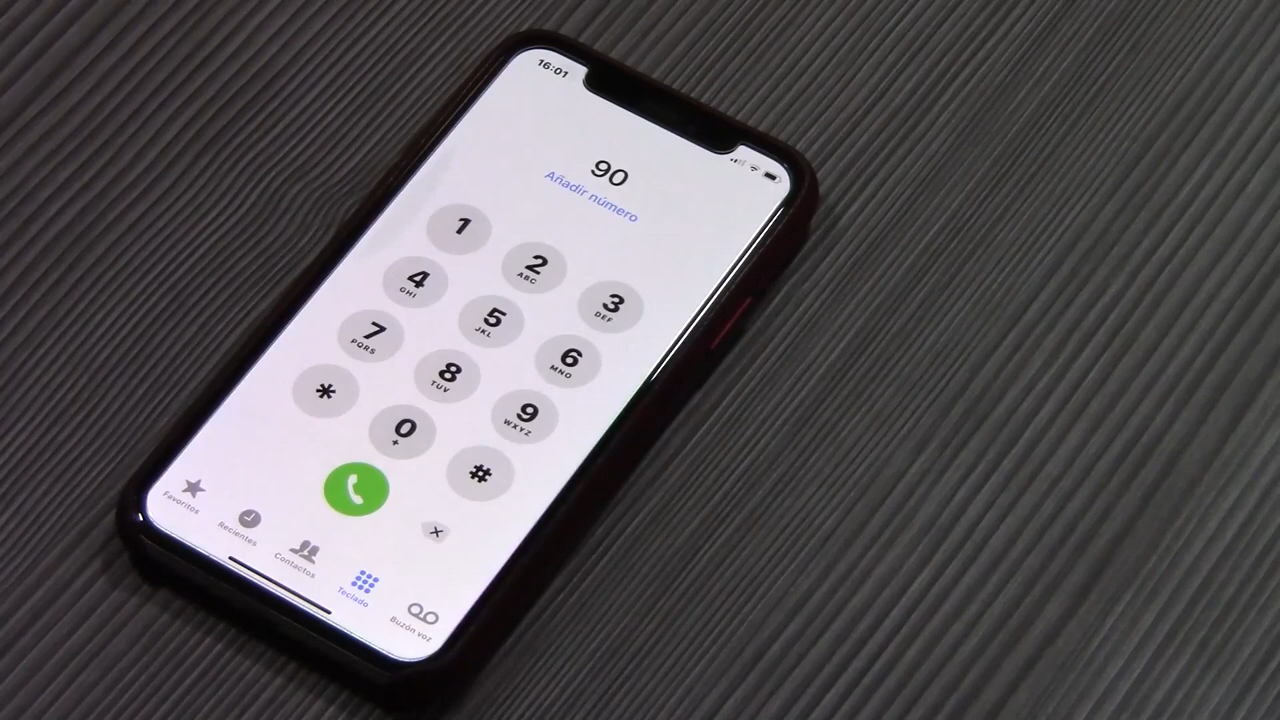 16:01
90
Añadir número
1
2
ABC
3
DEF
4
GHI
5
JKL
6
MNO
7
PQRS
8
TUV
9
WXYZ
*
0
+
#
Favoritos
Recientes
Contactos
Teclado
Buzón voz